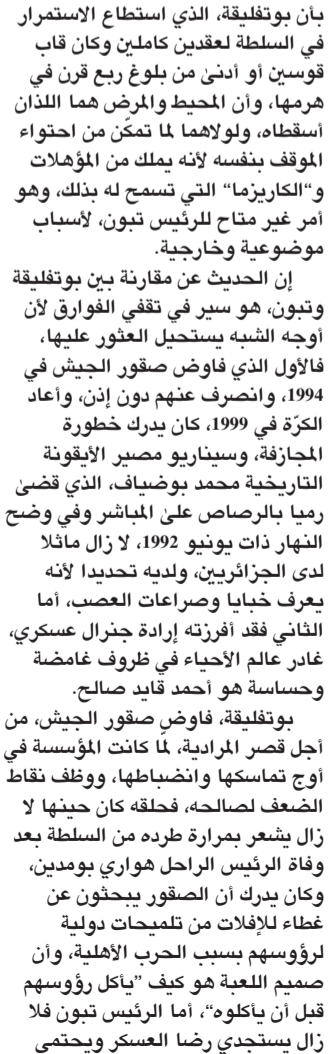 بأن بوتفليقة، الذي استطاع الاستمرار
في السلطة لعقدين كاملين وكان قاب
قوسين أو أدنىٰ من بلوغ ربع قرن في
هرمها، وأن المحيط والمرض هما اللذان
أسقطاه، ولولاهما لما تمكّن من احتواء
الموقف بنفسه لأنه يملك من المؤهلات
و“الكاريزما“ التي تسمح له بذلك، وهو
أمر غير متاح للرئيس تبون، لأسباب
موضوعية وخارجية.
إن الحديث عن مقارنة بين بوتفليقة
وتبون، هو سير في تقفي الفوارق لأن
أوجه الشبه يستحيل العثور عليها،
فالأول الذي فاوض صقور الجيش في
1994، وانصرف عنهم دون إذن، وأعاد
الكرّة في 1999، كان يدرك خطورة
المجازفة، وسيناريو مصير الأيقونة
التاريخية محمد بوضياف، الذي قضىٰ
رميا بالرصاص علىٰ المباشر وفي وضح
النهار ذات يونيو 1992، لا زال ماثلا
لدى الجزائريين، ولديه تحديدا لأنه
يعرف خبايا وصراعات العصب، أما
الثاني فقد أفرزته إرادة جنرال عسكري،
غادر عالم الأحياء في ظروف غامضة
وحساسة هو أحمد قايد صالح.
بوتفليقة، فاوض صقور الجيش، من
أجل قصر المرادية، لمّا كانت المؤسسة في
أوج تماسكها وانضباطها، ووظف نقاط
الضعف لصالحه، فحلقه كان حينها لا
زال يشعر بمرارة طرده من السلطة بعد
وفاة الرئيس الراحل هواري بومدين،
وكان يدرك أن الصقور يبحثون عن
غطاء للإفلات من تلميحات دولية
لرؤوسهم بسبب الحرب الأهلية، وأن
صميم اللعبة هو كيف ”يأكل رؤوسهم
قبل أن يأكلوه“، أما الرئيس تبون فلا
زال يستجدي رضا العسكر ويحتمي